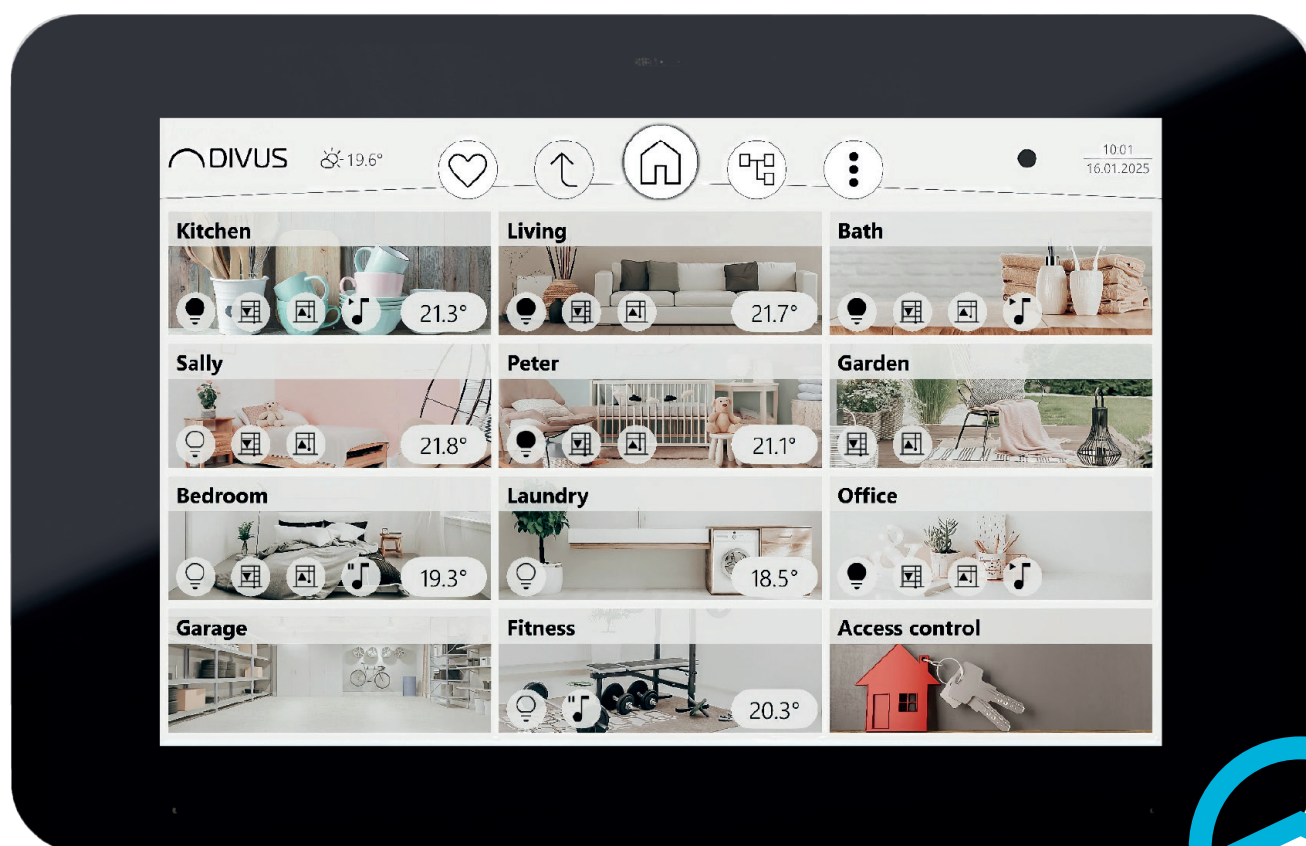 DIVUS
19.6°
10:01
16.01.2025
Kitchen
21.3°
Living
21.7°
Bath
Sally
21.8°
Peter
21.1°
Garden
Bedroom
19.3°
Laundry
18.5°
Office
Garage
Fitness
20.3°
Access control